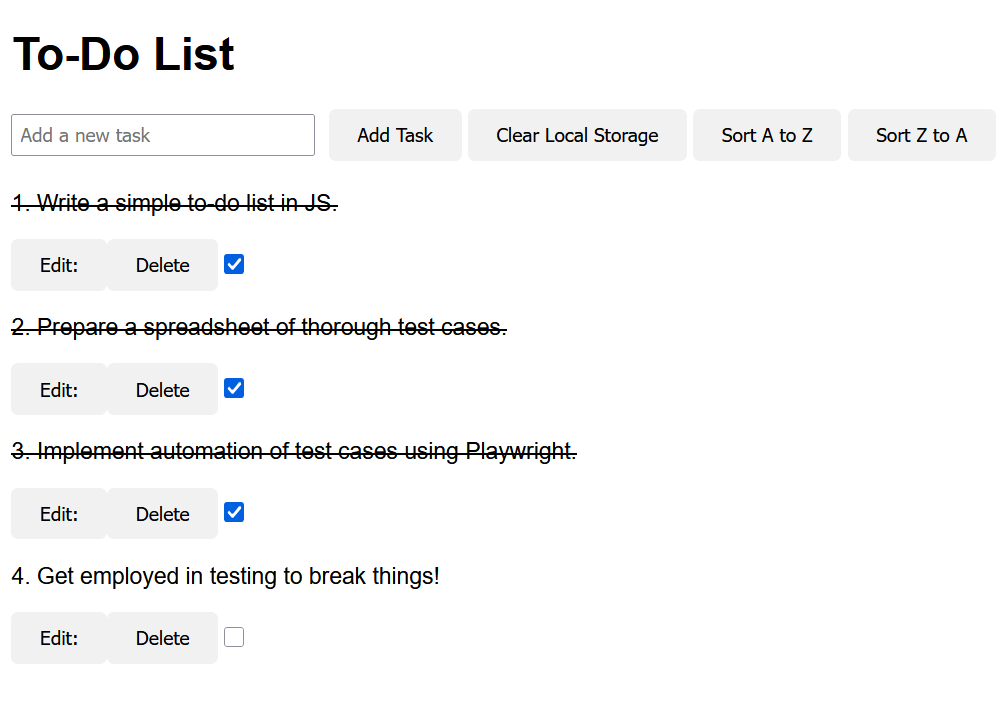 To-Do List
Add a new task Add Task Clear Local Storage Sort A to Z Sort Z to A
1. Write a simple to-do list in JS.
Edit: Delete
2. Prepare a spreadsheet of thorough test cases.
Edit: Delete
3. Implement automation of test cases using Playwright.
Edit: Delete
4. Get employed in testing to break things!
Edit: Delete